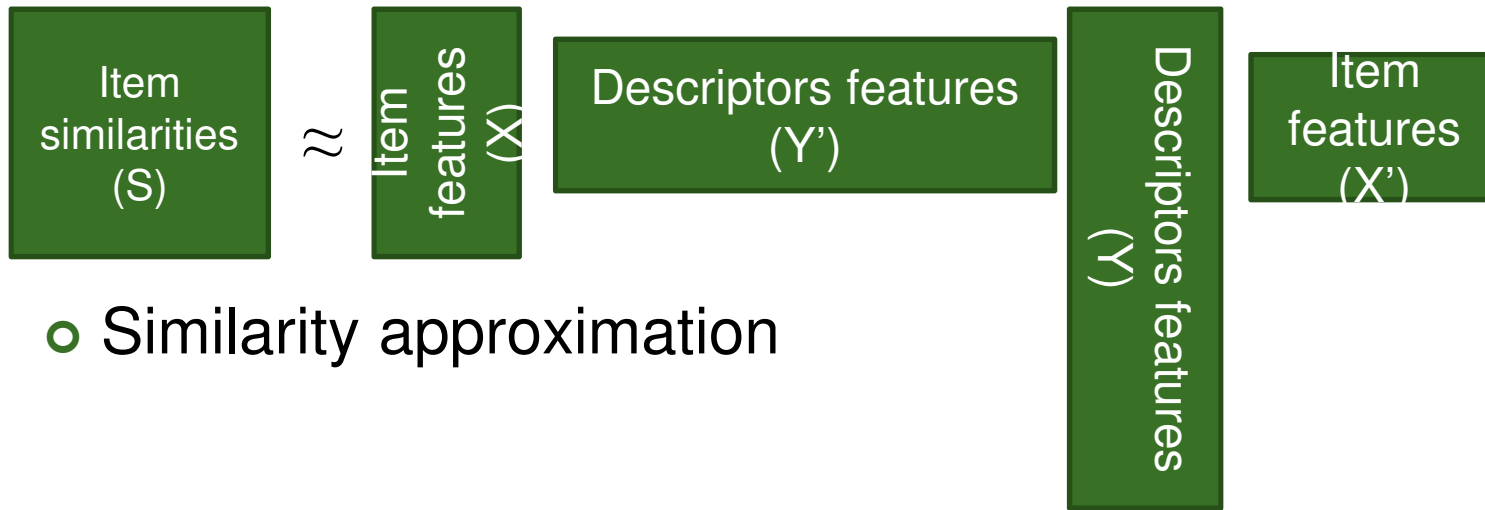 Item
similarities
(S)
≈
Item
features
(X)
Descriptors features
(Y’)
Descriptors features
(Y)
Item
features
(X’)
Similarity approximation